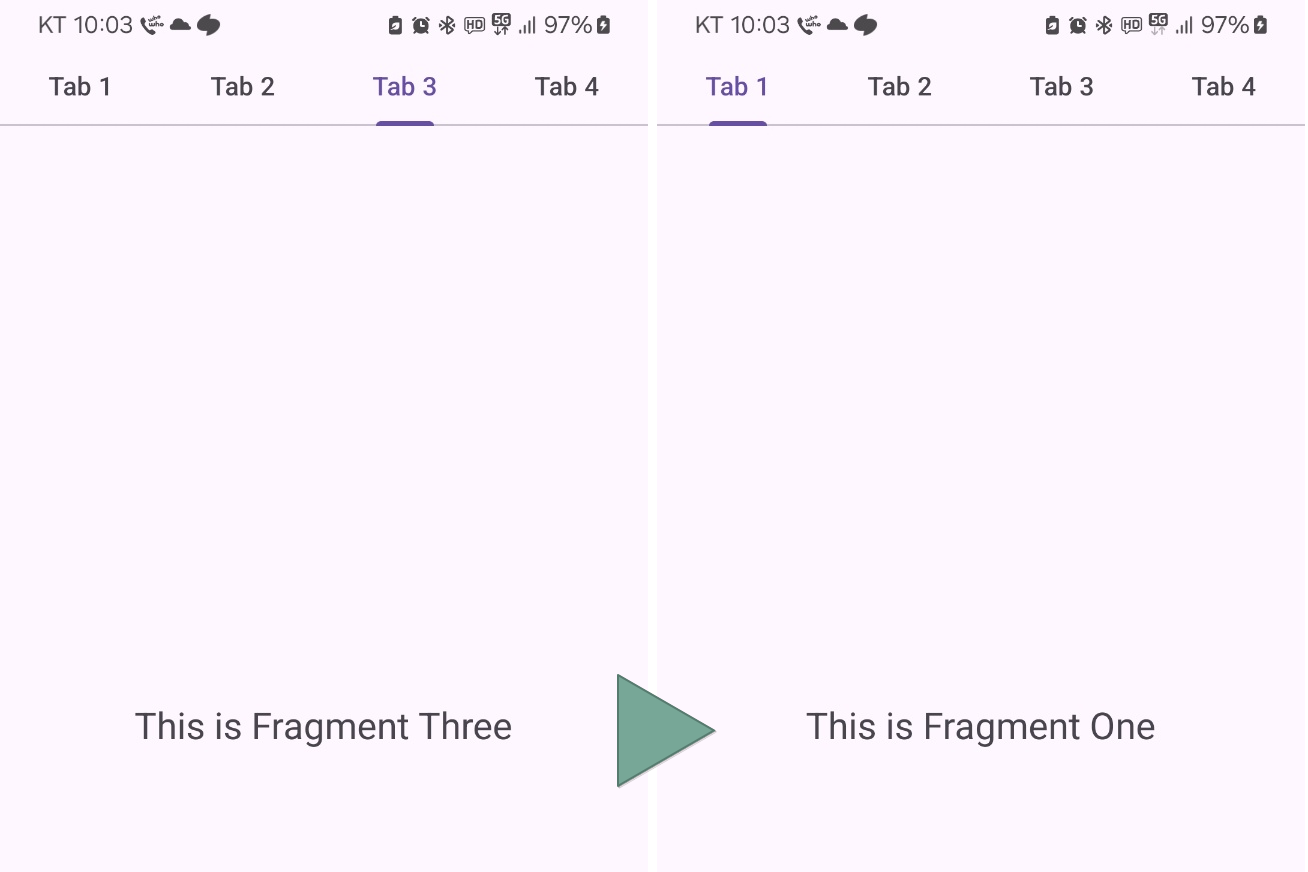 KT 10:03 HD 5G 97%
Tab 1 Tab 2 Tab 3 Tab 4
This is Fragment Three
KT 10:03 HD 5G 97%
Tab 1 Tab 2 Tab 3 Tab 4
This is Fragment One